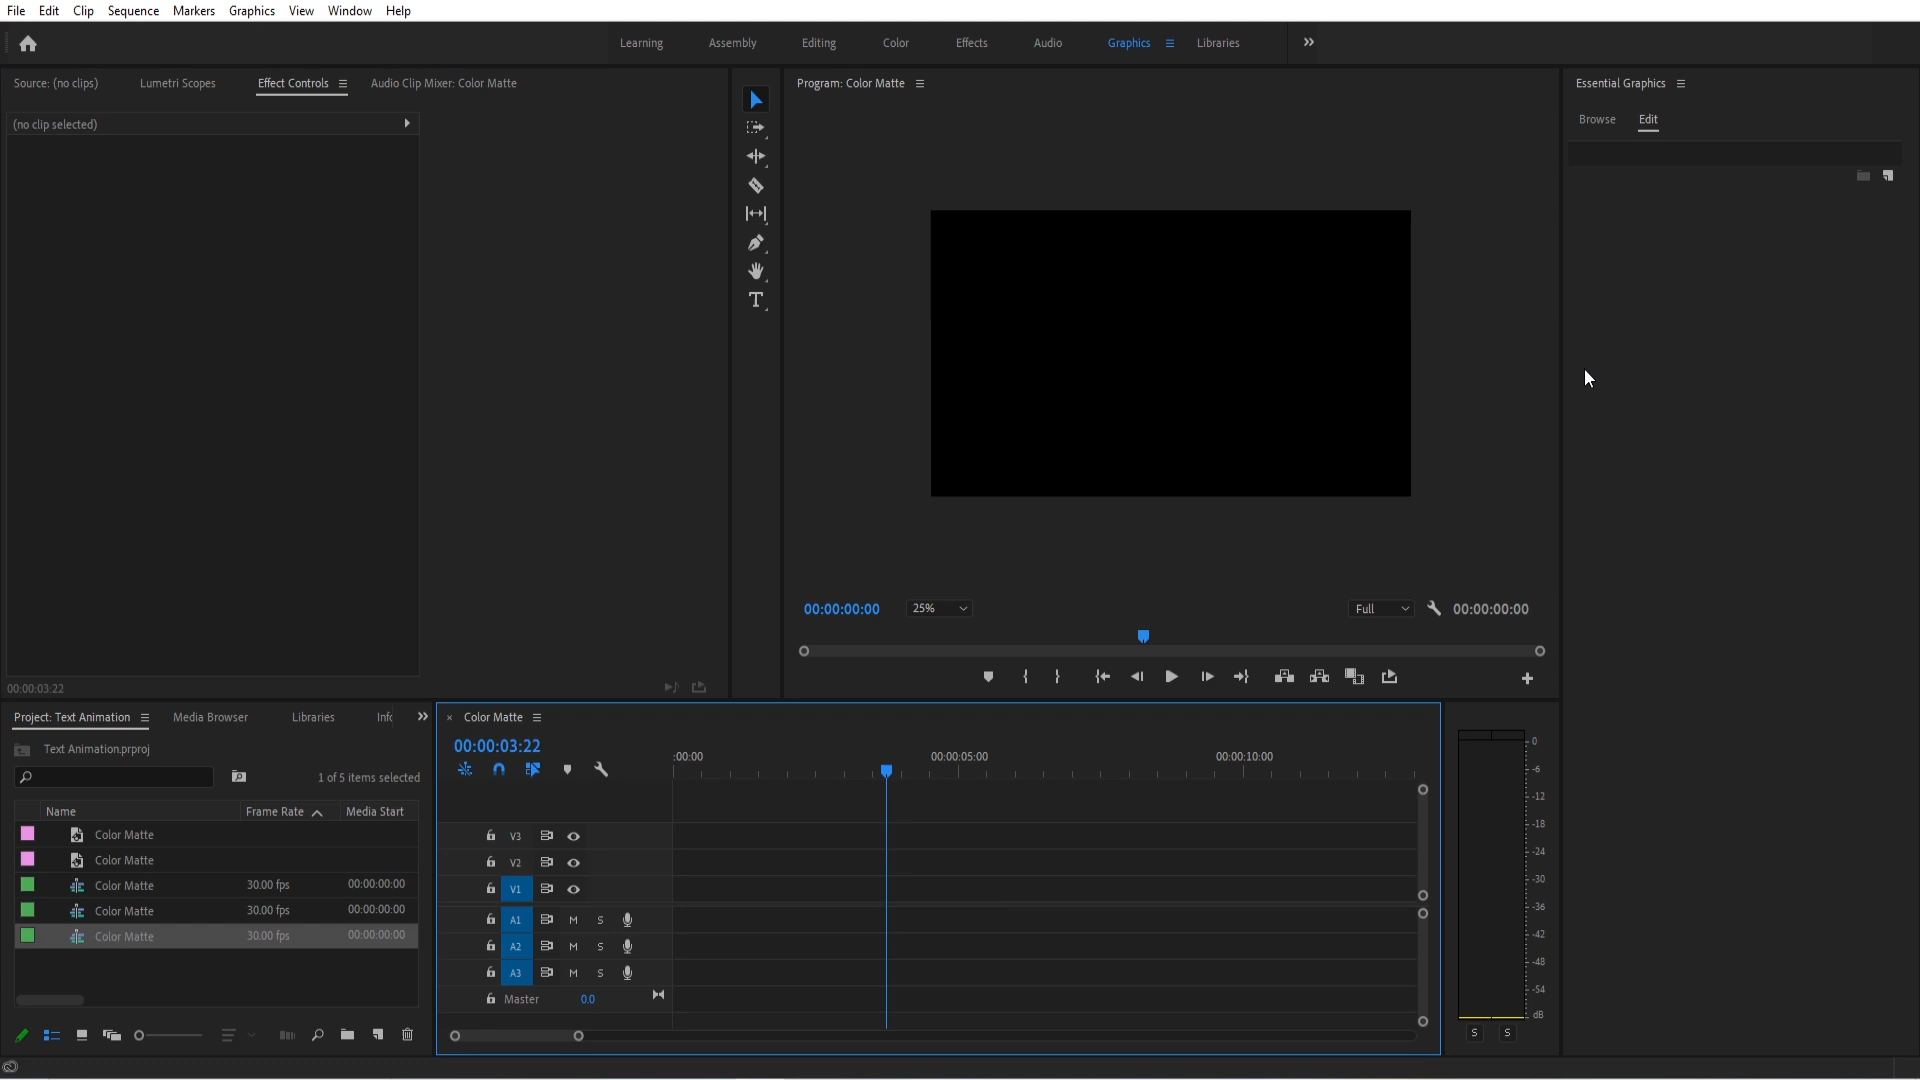 File Edit Clip Sequence Markers Graphics View Window Help
Learning Assembly Editing Color Effects Audio Graphics Libraries
Source: (no clips) Lumetri Scopes Effect Controls Audio Clip Mixer: Color Matte
(no clip selected)
00:00:03:22
Program: Color Matte
00:00:00:00 25% Full 00:00:00:00
Essential Graphics
Browse Edit
Project: Text Animation Media Browser Libraries Info
Text Animation.prproj
1 of 5 items selected
Name Frame Rate Media Start
Color Matte
Color Matte
Color Matte 30.00 fps 00:00:00:00
Color Matte 30.00 fps 00:00:00:00
Color Matte 30.00 fps 00:00:00:00
× Color Matte
00:00:03:22
:00:00 00:00:05:00 00:00:10:00
V3
V2
V1
A1 M S
A2 M S
A3 M S
Master 0.0
0
-6
-12
-18
-24
-30
-36
-42
-48
-54
dB
S S